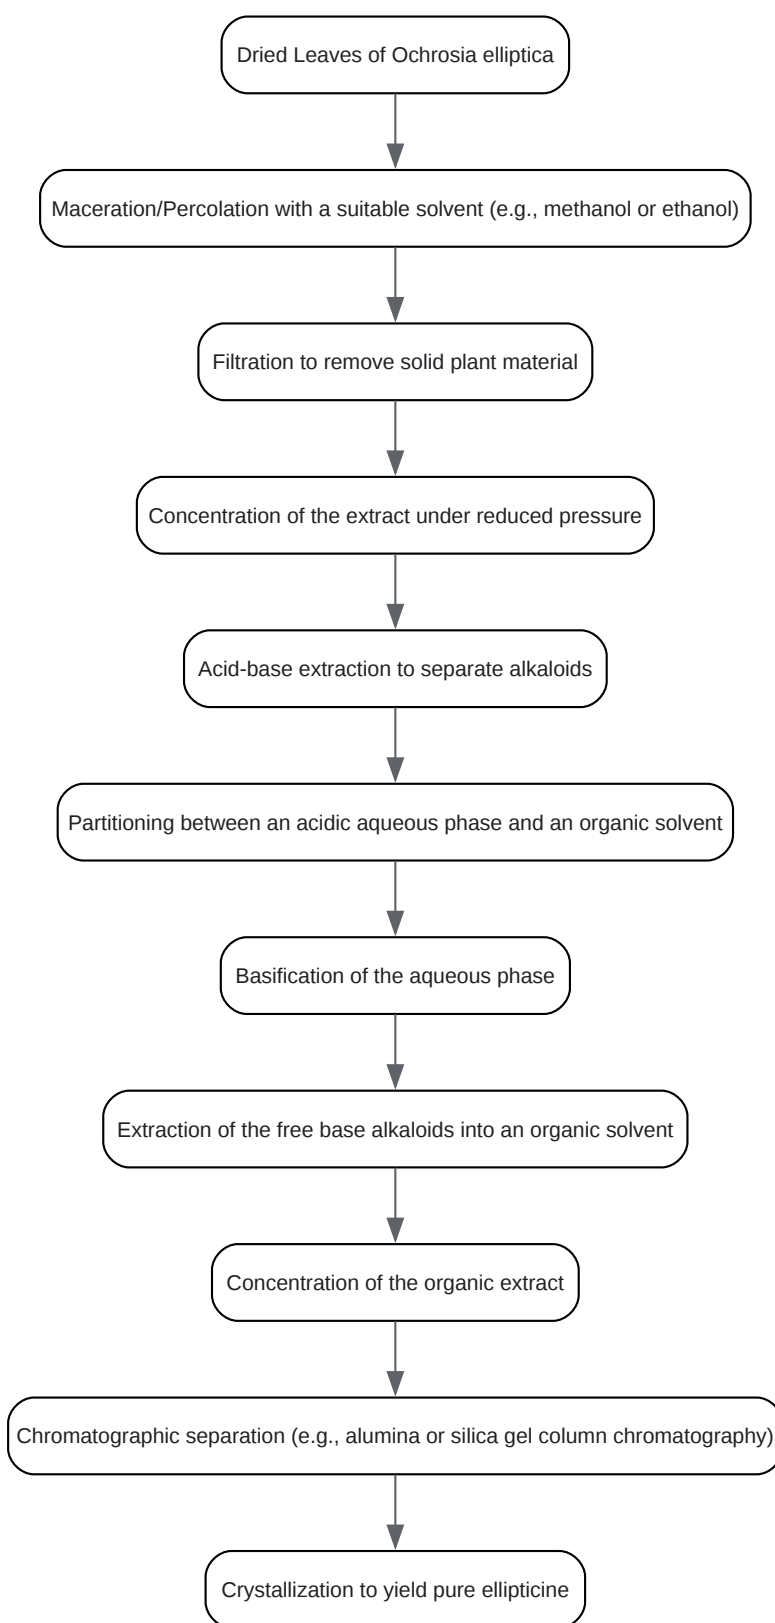 Dried Leaves of Ochrosia elliptica
Maceration/Percolation with a suitable solvent (e.g., methanol or ethanol)
Filtration to remove solid plant material
Concentration of the extract under reduced pressure
Acid-base extraction to separate alkaloids
Partitioning between an acidic aqueous phase and an organic solvent
Basification of the aqueous phase
Extraction of the free base alkaloids into an organic solvent
Concentration of the organic extract
Chromatographic separation (e.g., alumina or silica gel column chromatography)
Crystallization to yield pure ellipticine